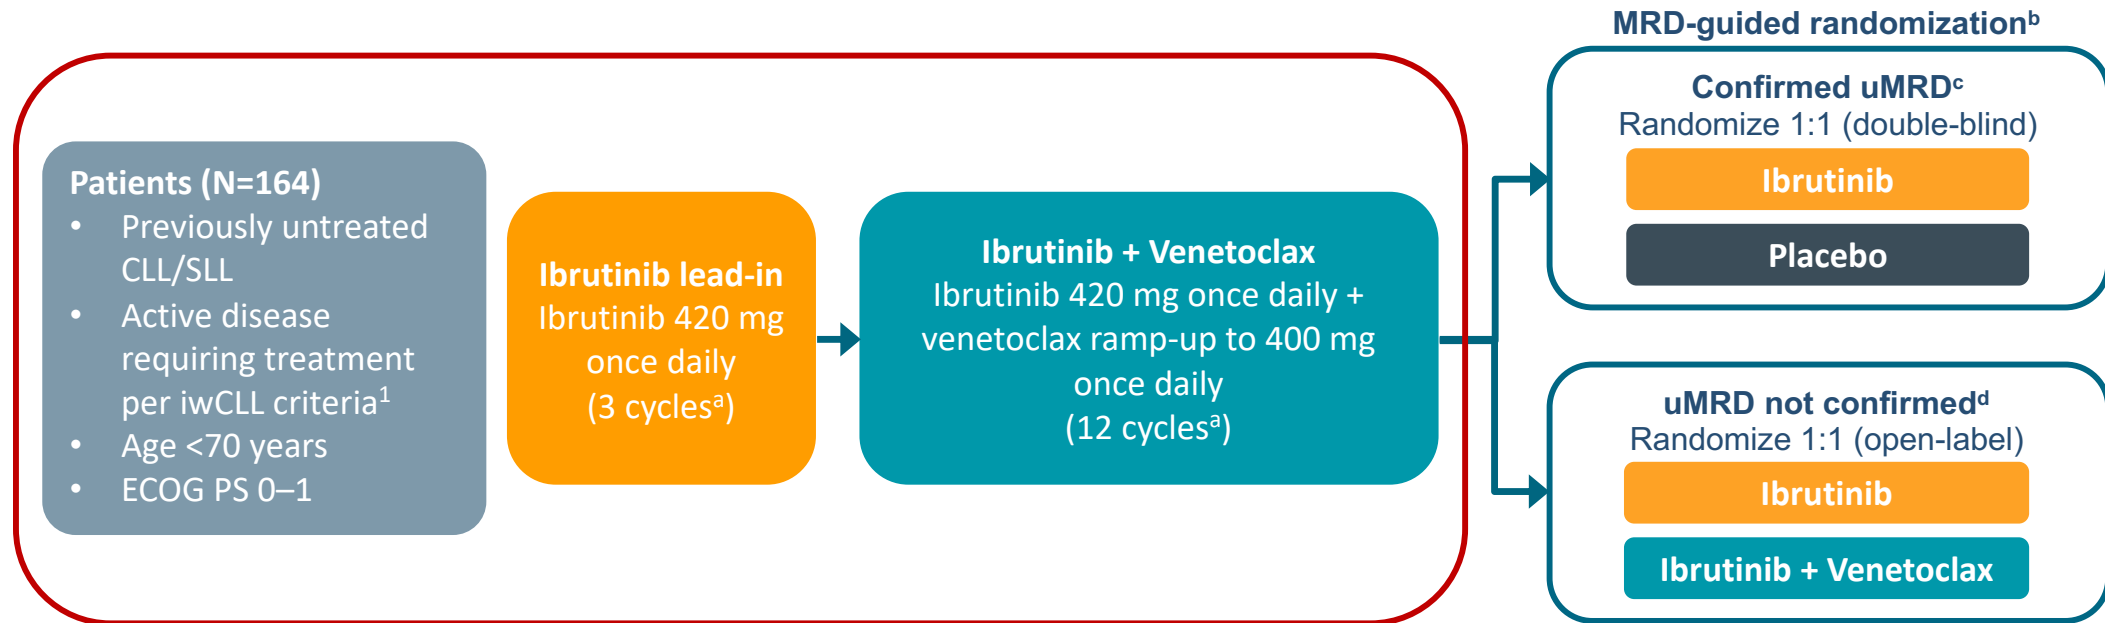 Patients (N=164)
• Previously untreated
CLL/SLL
• Active disease
requiring treatment
per iwCLL criteria¹
• Age <70 years
• ECOG PS 0–1
Ibrutinib lead-in
Ibrutinib 420 mg
once daily
(3 cyclesᵃ)
Ibrutinib + Venetoclax
Ibrutinib 420 mg once daily +
venetoclax ramp-up to 400 mg
once daily
(12 cyclesᵃ)
MRD-guided randomizationᵇ
Confirmed uMRDᶜ
Randomize 1:1 (double-blind)
Ibrutinib
Placebo
uMRD not confirmedᵈ
Randomize 1:1 (open-label)
Ibrutinib
Ibrutinib + Venetoclax